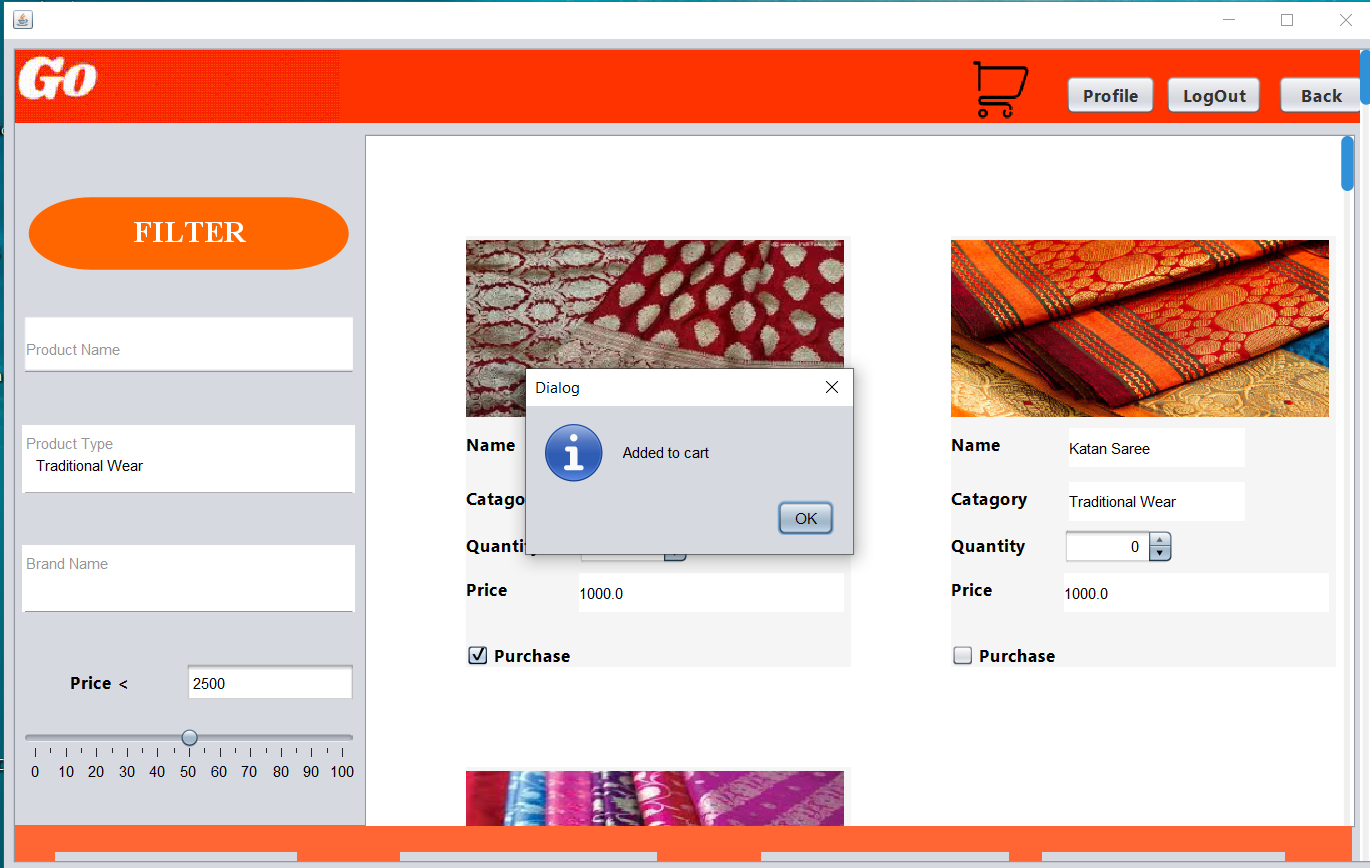 Go
Profile
LogOut
Back
FILTER
Product Name
Product Type
Traditional Wear
Brand Name
Price <
2500
0 10 20 30 40 50 60 70 80 90 100
Dialog
Added to cart
OK
Name
Catago
Quantity
Price
1000.0
Purchase
Name
Katan Saree
Catagory
Traditional Wear
Quantity
0
Price
1000.0
Purchase